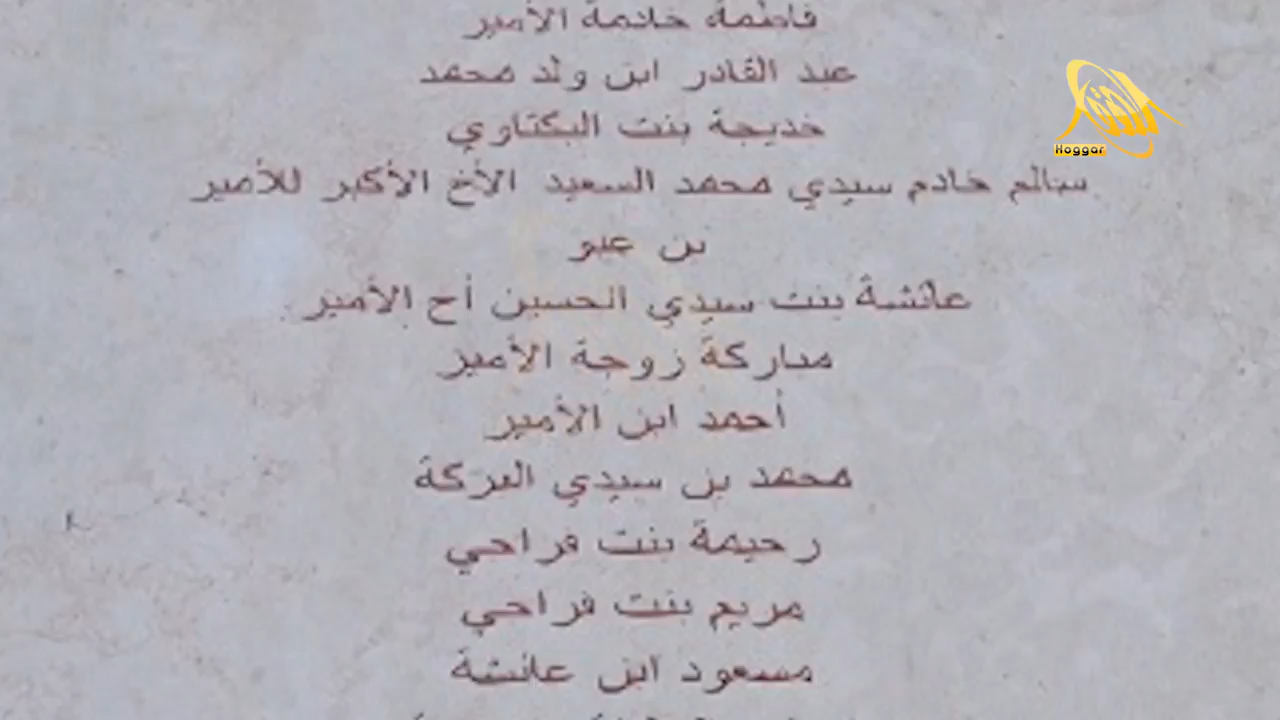 فاطمة خادمة الأمير
عبد القادر ابن ولد محمد
خديجة بنت البكتاوي
سالم خادم سيدي محمد السعيد الأخ الأكبر للأمير
بن عبو
عائشة بنت سيدي الحسين أخ الأمير
مباركة زوجة الأمير
أحمد ابن الأمير
محمد بن سيدي البركة
رحيمة بنت فراحي
مريم بنت فراحي
مسعود ابن عائشة
Hoggar